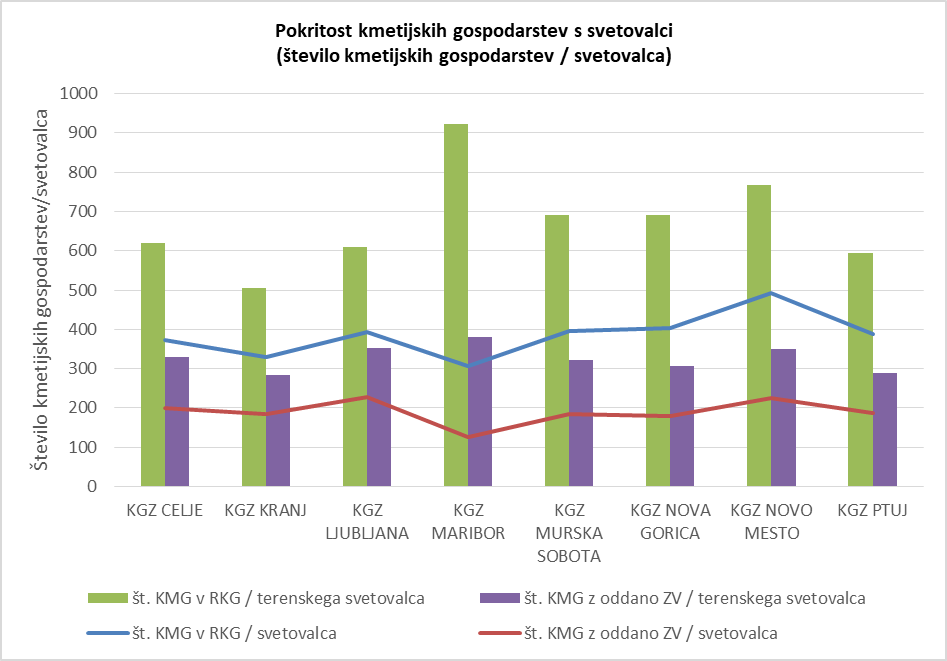 Pokritost kmetijskih gospodarstev s svetovalci
(število kmetijskih gospodarstev / svetovalca)
Število kmetijskih gospodarstev/svetovalca
1000
900
800
700
600
500
400
300
200
100
0
KGZ CELJE
KGZ KRANJ
KGZ
LJUBLJANA
KGZ
MARIBOR
KGZ
MURSKA
SOBOTA
KGZ NOVA
GORICA
KGZ NOVO
MESTO
KGZ PTUJ
št. KMG v RKG / terenskega svetovalca
št. KMG z oddano ZV / terenskega svetovalca
št. KMG v RKG / svetovalca
št. KMG z oddano ZV / svetovalca